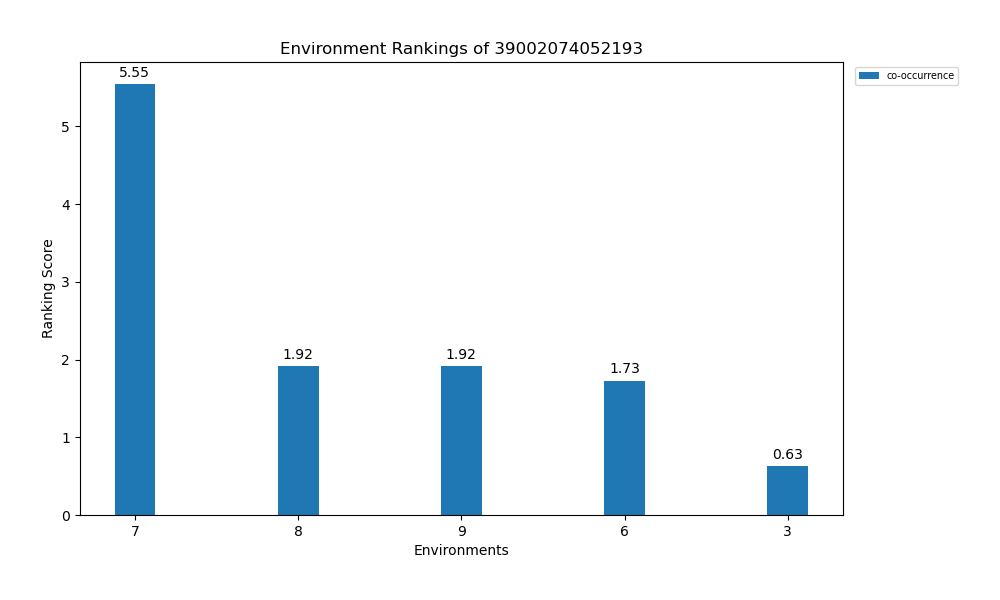 Environment Rankings of 39002074052193
co-occurrence
5.55
1.92
1.92
1.73
0.63
Ranking Score
5
4
3
2
1
0
7 8 9 6 3
Environments